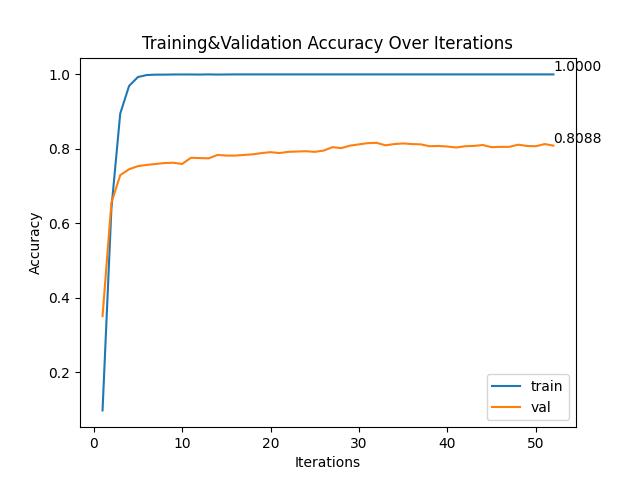 Training&Validation Accuracy Over Iterations
1.0000
1.0
0.8088
0.8
0.6
0.4
0.2
Accuracy
train
val
0 10 20 30 40 50
Iterations